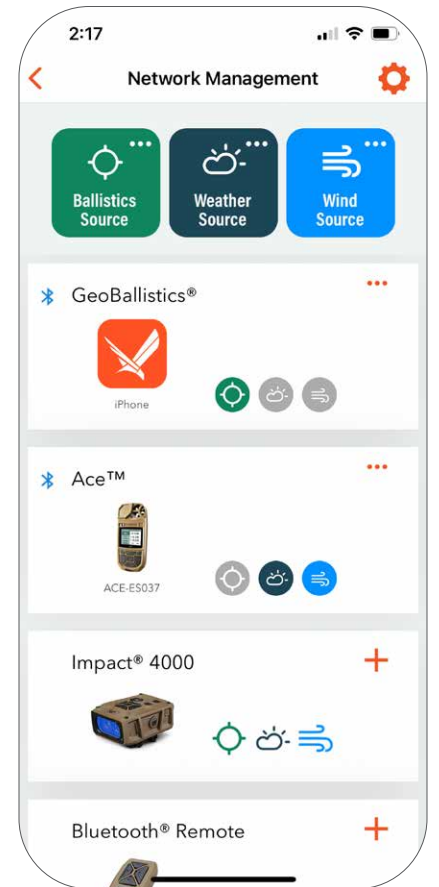 2:17
Network Management
Ballistics
Source
Weather
Source
Wind
Source
GeoBallistics®
iPhone
Ace™
ACE-ES037
Impact® 4000
Bluetooth® Remote